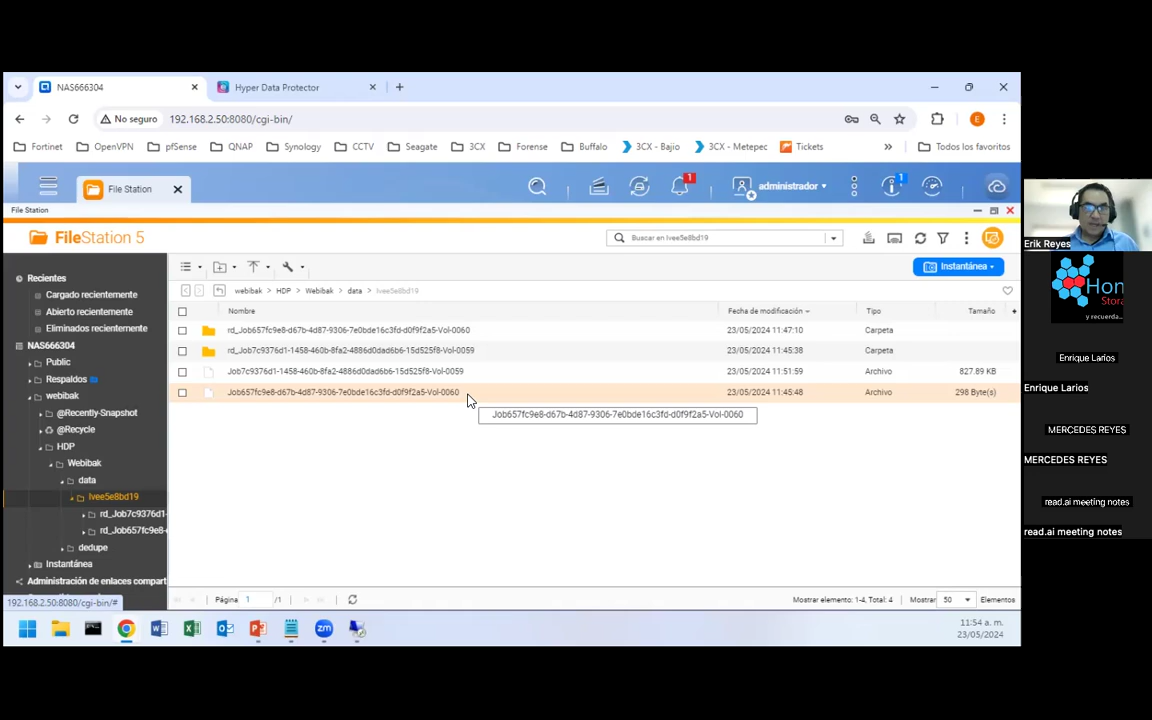 NAS666304
Hyper Data Protector
No seguro
192.168.2.50:8080/cgi-bin/
E
Fortinet
OpenVPN
pfSense
QNAP
Synology
CCTV
Seagate
3CX
Forense
Buffalo
3CX - Bajio
3CX - Metepec
Tickets
»
Todos los favoritos
File Station
1
administrador
1
File Station
FileStation 5
Buscar en lvee5e8bd19
Instantánea
webibak > HDP > Webibak > data > lvee5e8bd19
Nombre
Fecha de modificación
Tipo
Tamaño
rd_Job657fc9e8-d67b-4d87-9306-7e0bde16c3fd-d0f9f2a5-Vol-0060
23/05/2024 11:47:10
Carpeta
rd_Job7c9376d1-1458-460b-8fa2-4886d0dad6b6-15d525f8-Vol-0059
23/05/2024 11:45:38
Carpeta
Job7c9376d1-1458-460b-8fa2-4886d0dad6b6-15d525f8-Vol-0059
23/05/2024 11:51:59
Archivo
827.89 KB
Job657fc9e8-d67b-4d87-9306-7e0bde16c3fd-d0f9f2a5-Vol-0060
23/05/2024 11:45:48
Archivo
298 Byte(s)
Job657fc9e8-d67b-4d87-9306-7e0bde16c3fd-d0f9f2a5-Vol-0060
Recientes
Cargado recientemente
Abierto recientemente
Eliminados recientemente
NAS666304
Public
Respaldos
webibak
@Recently-Snapshot
@Recycle
HDP
Webibak
data
lvee5e8bd19
rd_Job7c9376d1-
rd_Job657fc9e8-
dedupe
Instantánea
Administración de enlaces compart
192.168.2.50:8080/cgi-bin/#
Página 1 /1
Mostrar elemento: 1-4, Total: 4
Mostrar 50 Elementos
11:54 a. m.
23/05/2024
Erik Reyes
Hon
Stora
y recuerda...
Enrique Larios
Enrique Larios
MERCEDES REYES
MERCEDES REYES
read.ai meeting notes
read.ai meeting notes